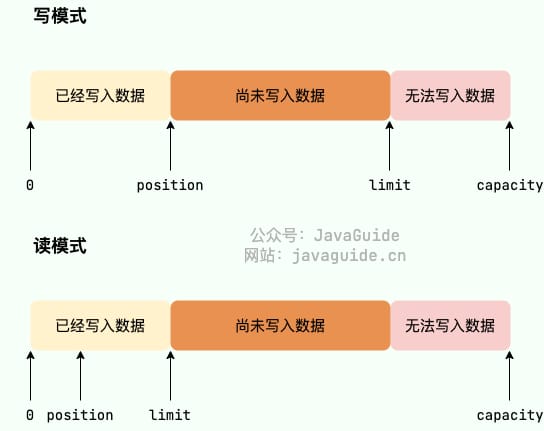 写模式
已经写入数据 尚未写入数据 无法写入数据
0 position limit capacity
公众号：JavaGuide
网站：javaguide.cn
读模式
已经写入数据 尚未写入数据 无法写入数据
0 position limit capacity